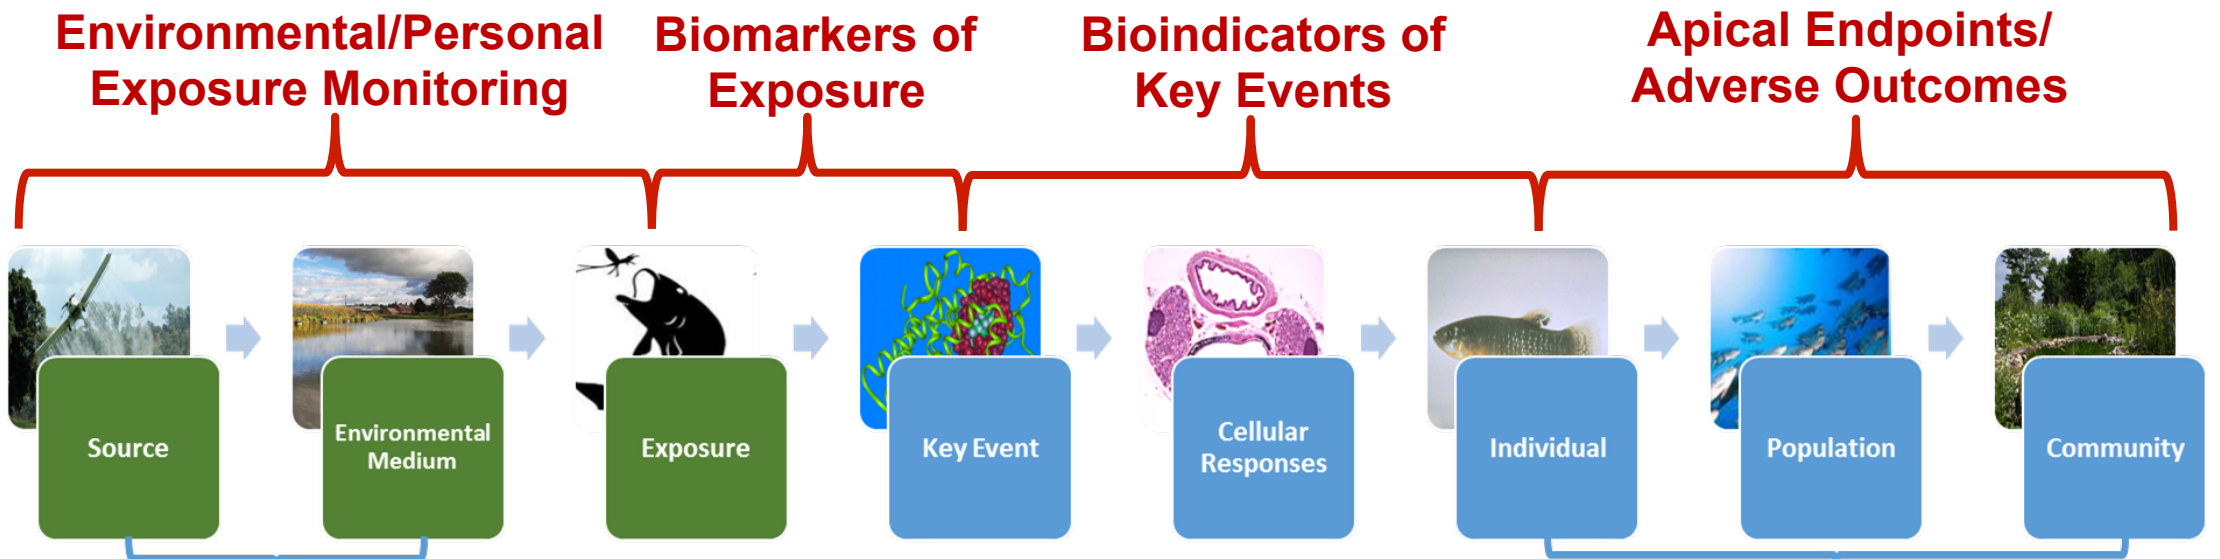 Environmental/Personal
Exposure Monitoring
Biomarkers of
Exposure
Bioindicators of
Key Events
Apical Endpoints/
Adverse Outcomes
Source
Environmental
Medium
Exposure
Key Event
Cellular
Responses
Individual
Population
Community